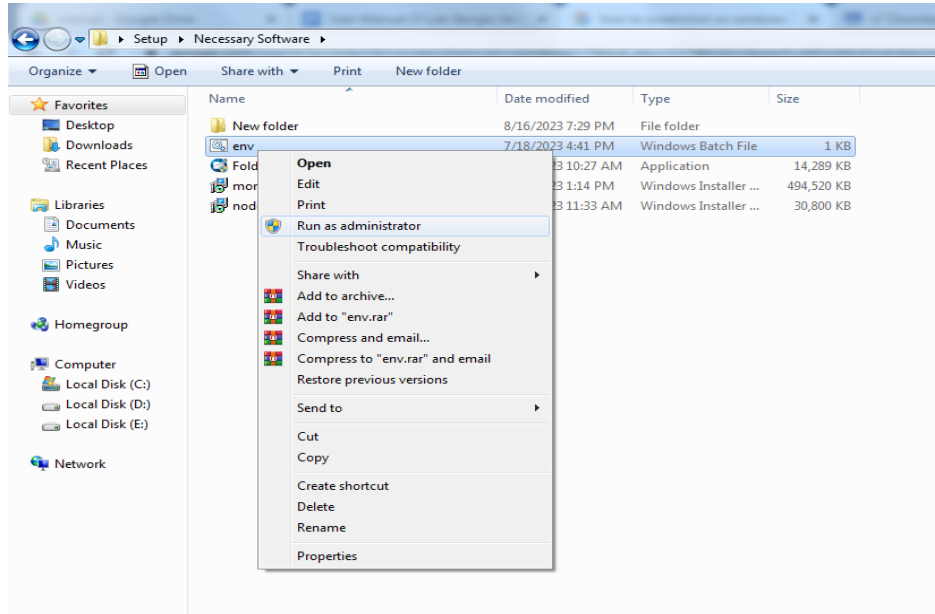 Setup Necessary Software
Organize Open Share with Print New folder
Name Date modified Type Size
Favorites
Desktop
Downloads
Recent Places
Libraries
Documents
Music
Pictures
Videos
Homegroup
Computer
Local Disk (C:)
Local Disk (D:)
Local Disk (E:)
Network
New folder 8/16/2023 7:29 PM File folder
env 7/18/2023 4:41 PM Windows Batch File 1 KB
Fold 23 10:27 AM Application 14,289 KB
mor 23 1:14 PM Windows Installer ... 494,520 KB
nod 23 11:33 AM Windows Installer ... 30,800 KB
Open
Edit
Print
Run as administrator
Troubleshoot compatibility
Share with
Add to archive...
Add to "env.rar"
Compress and email...
Compress to "env.rar" and email
Restore previous versions
Send to
Cut
Copy
Create shortcut
Delete
Rename
Properties